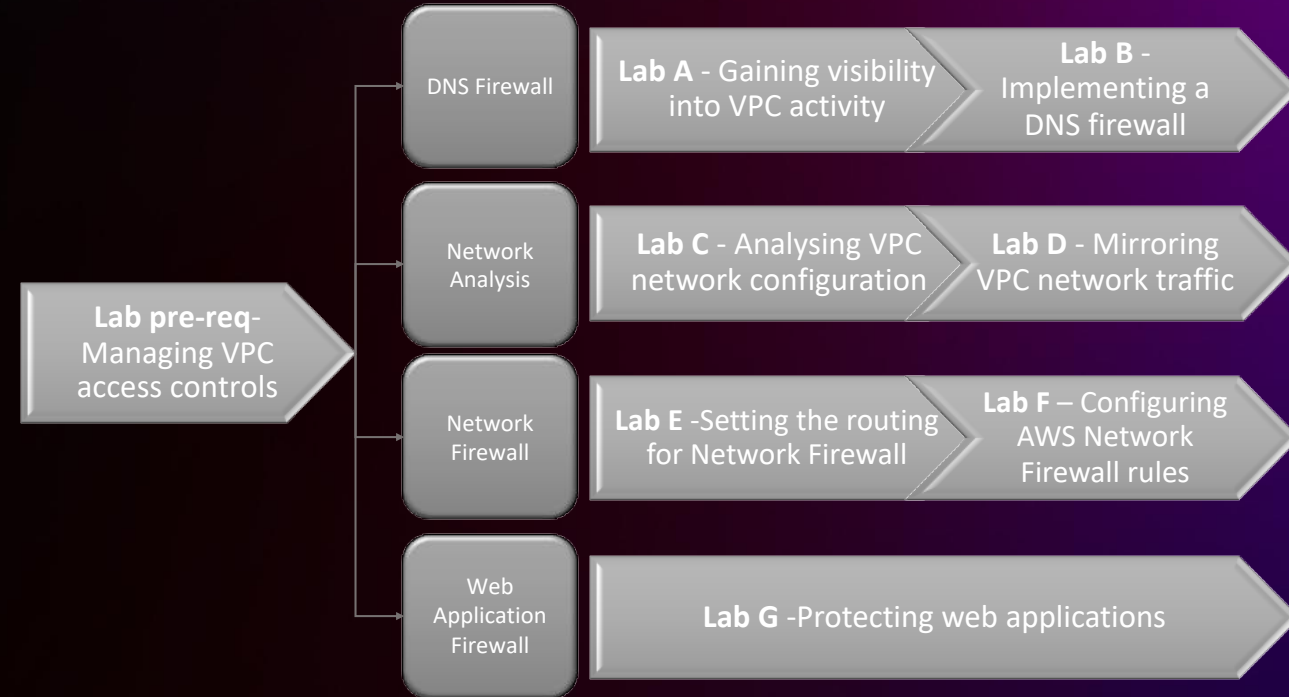 Lab pre-req-
Managing VPC
access controls
DNS Firewall
Lab A - Gaining visibility
into VPC activity
Lab B -
Implementing a
DNS firewall
Network
Analysis
Lab C - Analysing VPC
network configuration
Lab D - Mirroring
VPC network traffic
Network
Firewall
Lab E -Setting the routing
for Network Firewall
Lab F – Configuring
AWS Network
Firewall rules
Web
Application
Firewall
Lab G -Protecting web applications